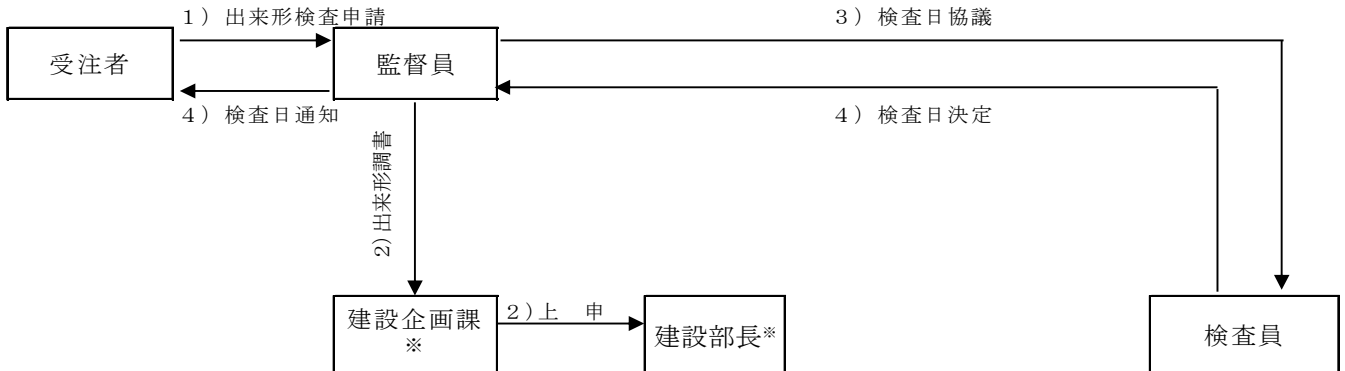 １）出来形検査申請
３）検査日協議
受注者
監督員
４）検査日通知
４）検査日決定
2)出来形調書
建設企画課
※
２)上　申
建設部長※
検査員